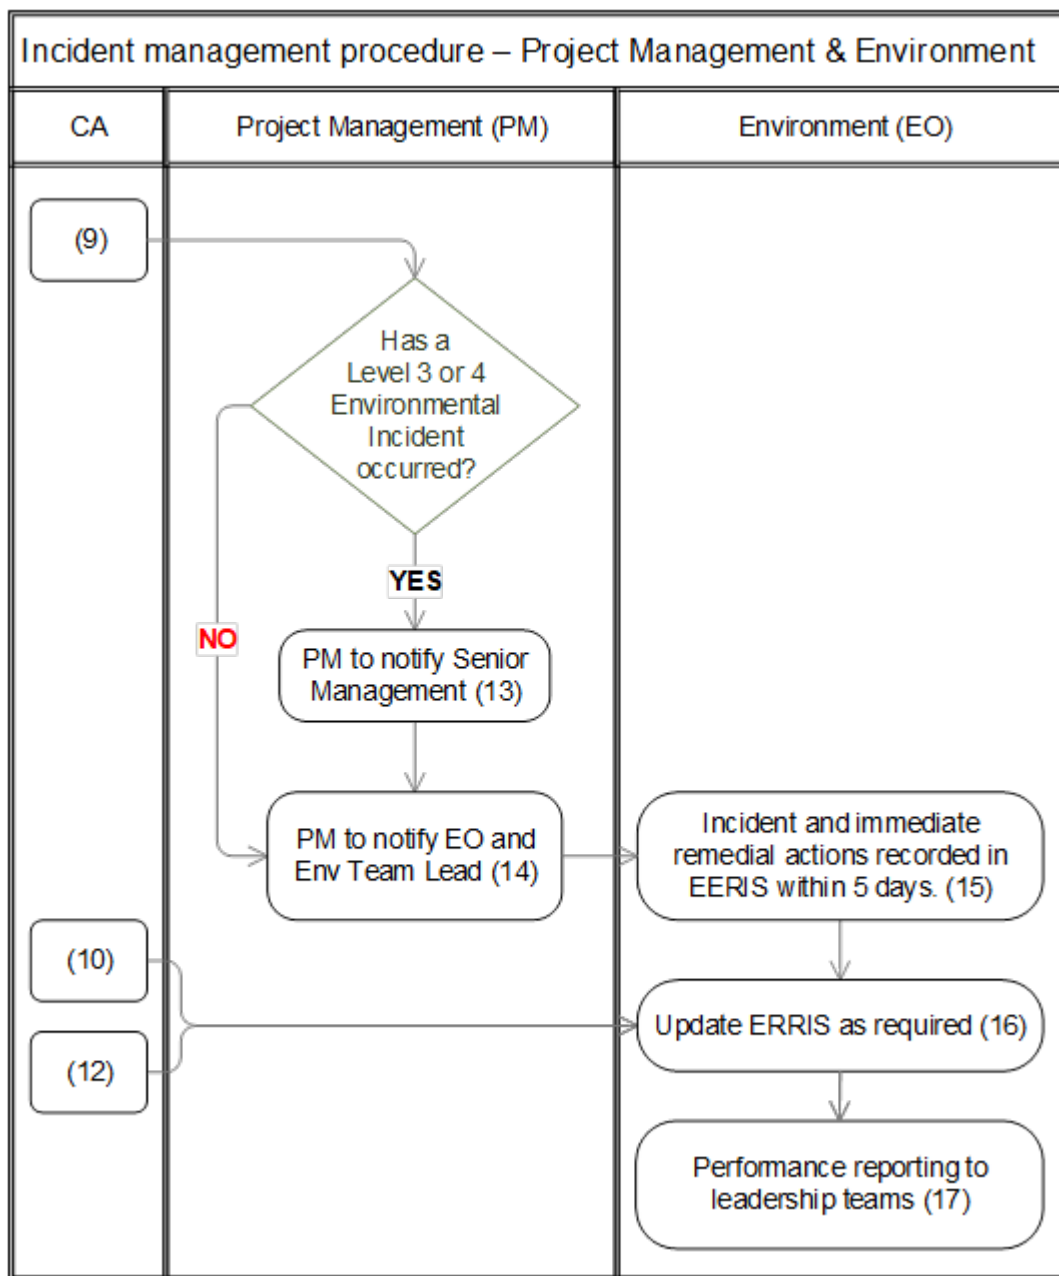 Incident management procedure – Project Management & Environment
CA
Project Management (PM)
Environment (EO)
(9)
Has a
Level 3 or 4
Environmental
Incident
occurred?
YES
NO
PM to notify Senior
Management (13)
PM to notify EO and
Env Team Lead (14)
Incident and immediate
remedial actions recorded in
EERIS within 5 days. (15)
(10)
(12)
Update ERRIS as required (16)
Performance reporting to
leadership teams (17)